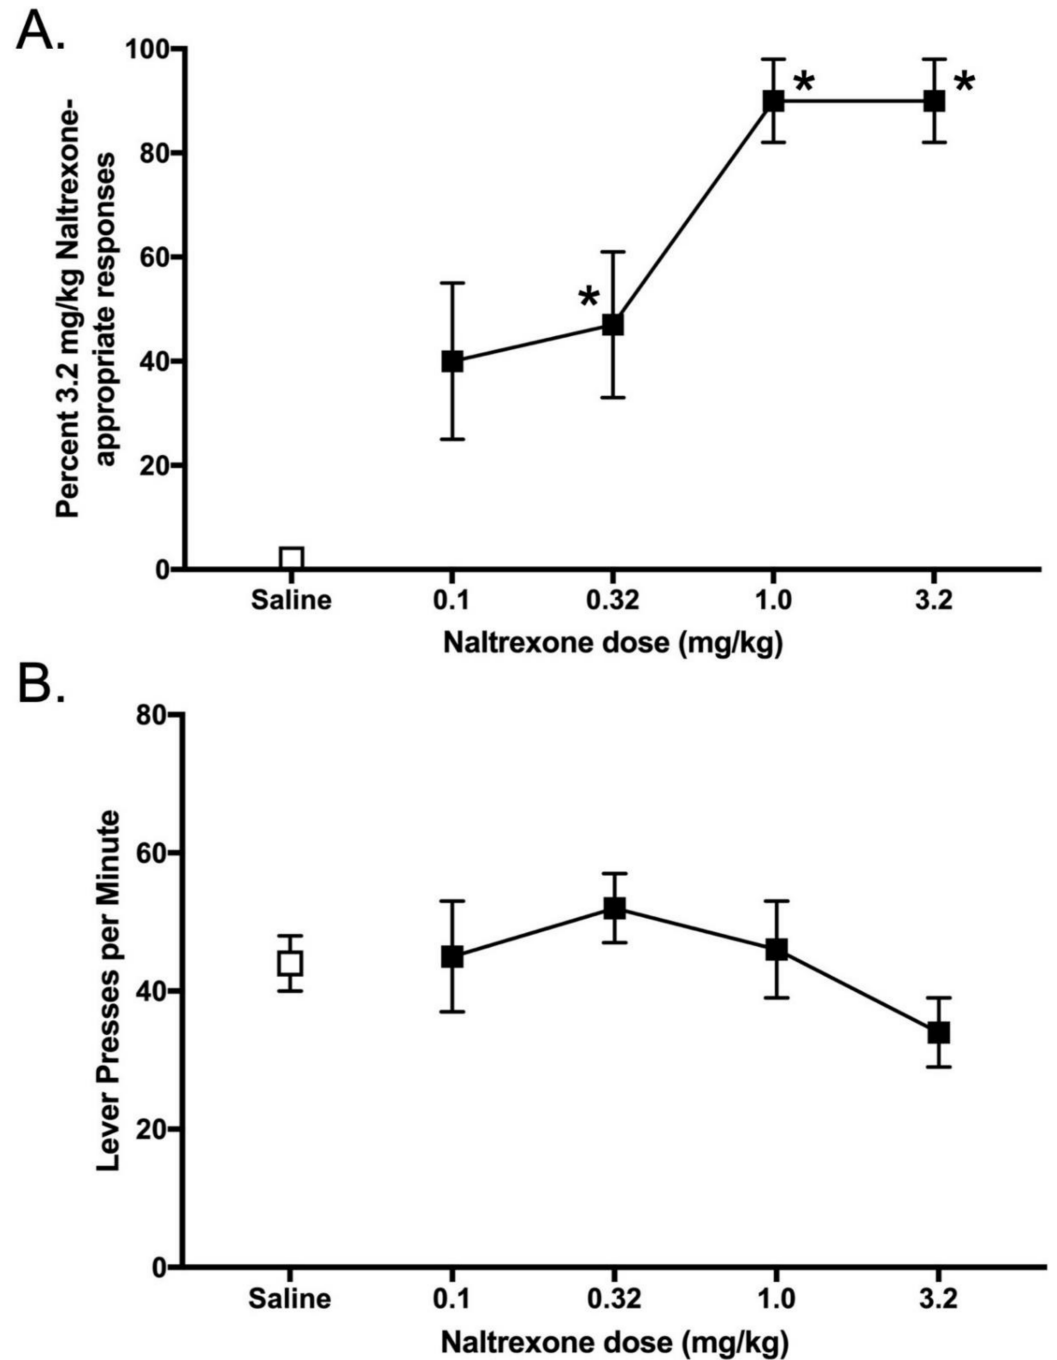 A.
Percent 3.2 mg/kg Naltrexone-
appropriate responses
100
80
60
40
20
0
*
*
*
Saline
0.1
0.32
1.0
3.2
Naltrexone dose (mg/kg)
B.
Lever Presses per Minute
80
60
40
20
0
Saline
0.1
0.32
1.0
3.2
Naltrexone dose (mg/kg)